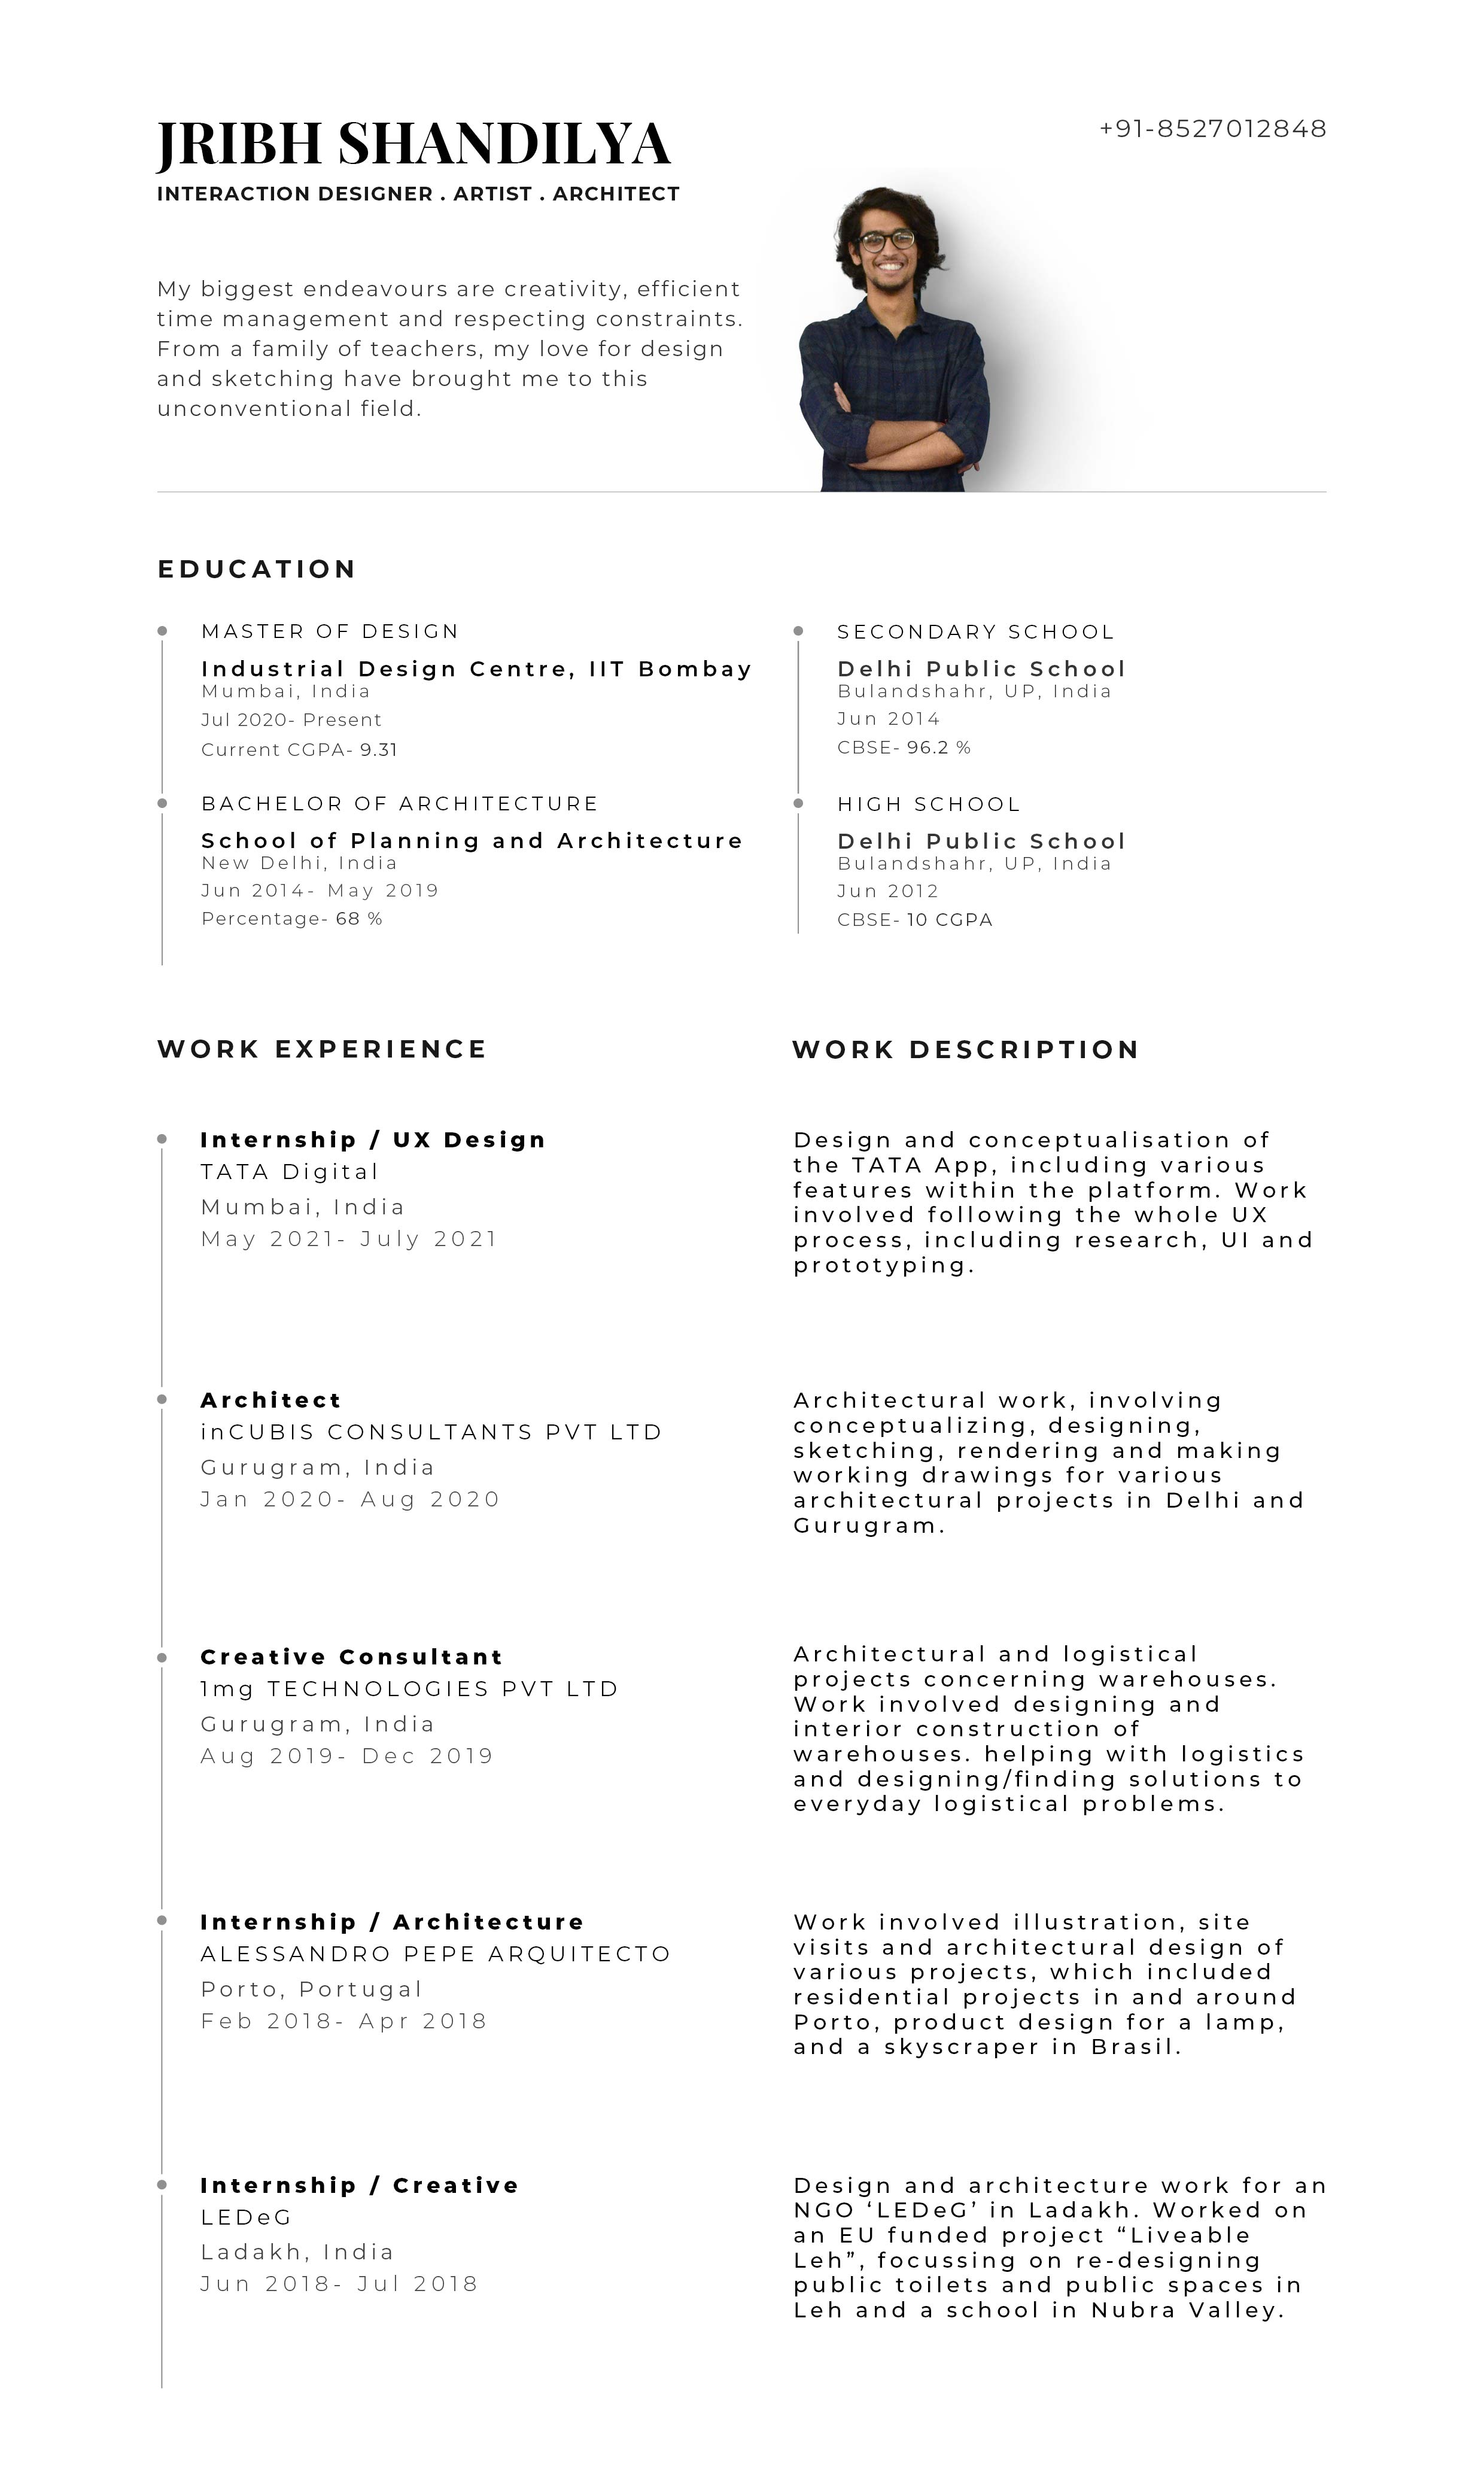 JRIBH SHANDILYA
+91-8527012848
INTERACTION DESIGNER . ARTIST . ARCHITECT
My biggest endeavours are creativity, efficient
time management and respecting constraints.
From a family of teachers, my love for design
and sketching have brought me to this
unconventional field.
EDUCATION
MASTER OF DESIGN
Industrial Design Centre, IIT Bombay
Mumbai, India
Jul 2020- Present
Current CGPA- 9.31
BACHELOR OF ARCHITECTURE
School of Planning and Architecture
New Delhi, India
Jun 2014- May 2019
Percentage- 68 %
SECONDARY SCHOOL
Delhi Public School
Bulandshahr, UP, India
Jun 2014
CBSE- 96.2 %
HIGH SCHOOL
Delhi Public School
Bulandshahr, UP, India
Jun 2012
CBSE- 10 CGPA
WORK EXPERIENCE
WORK DESCRIPTION
Internship / UX Design
TATA Digital
Mumbai, India
May 2021- July 2021
Design and conceptualisation of
the TATA App, including various
features within the platform. Work
involved following the whole UX
process, including research, UI and
prototyping.
Architect
inCUBIS CONSULTANTS PVT LTD
Gurugram, India
Jan 2020- Aug 2020
Architectural work, involving
conceptualizing, designing,
sketching, rendering and making
working drawings for various
architectural projects in Delhi and
Gurugram.
Creative Consultant
1mg TECHNOLOGIES PVT LTD
Gurugram, India
Aug 2019- Dec 2019
Architectural and logistical
projects concerning warehouses.
Work involved designing and
interior construction of
warehouses. helping with logistics
and designing/finding solutions to
everyday logistical problems.
Internship / Architecture
ALESSANDRO PEPE ARQUITECTO
Porto, Portugal
Feb 2018- Apr 2018
Work involved illustration, site
visits and architectural design of
various projects, which included
residential projects in and around
Porto, product design for a lamp,
and a skyscraper in Brasil.
Internship / Creative
LEDeG
Ladakh, India
Jun 2018- Jul 2018
Design and architecture work for an
NGO ‘LEDeG’ in Ladakh. Worked on
an EU funded project “Liveable
Leh”, focussing on re-designing
public toilets and public spaces in
Leh and a school in Nubra Valley.